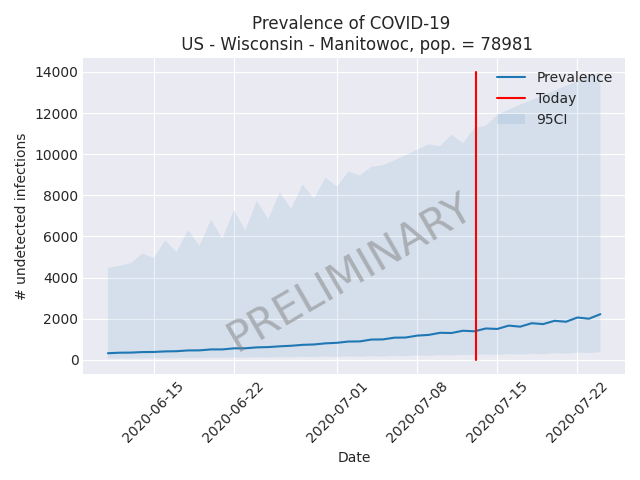 Prevalence of COVID-19
US - Wisconsin - Manitowoc, pop. = 78981
14000
12000
10000
8000
6000
4000
2000
0
# undetected infections
Prevalence
Today
95CI
PRELIMINARY
2020-06-15
2020-06-22
2020-07-01
2020-07-08
2020-07-15
2020-07-22
Date